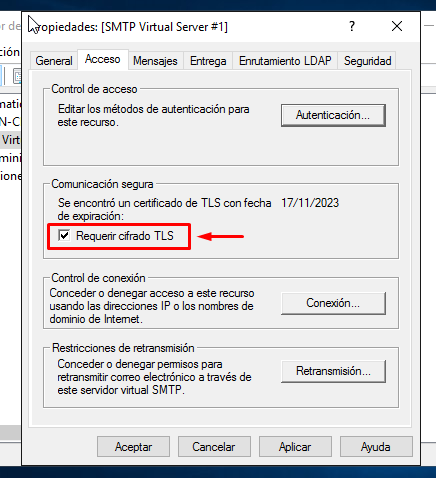 or de
ropiedades: [SMTP Virtual Server #1]
ción
General Acceso Mensajes Entrega Enrutamiento LDAP Seguridad
Control de acceso
Editar los métodos de autenticación para
este recurso.
Autenticación...
matic
N-C
Virt
mini
ione
Comunicación segura
Se encontró un certificado de TLS con fecha
de expiración:
17/11/2023
Requerir cifrado TLS
Control de conexión
Conceder o denegar acceso a este recurso
usando las direcciones IP o los nombres de
dominio de Internet.
Conexión...
Restricciones de retransmisión
Conceder o denegar permisos para
retransmitir correo electrónico a través de
este servidor virtual SMTP.
Retransmisión...
Aceptar Cancelar Aplicar Ayuda